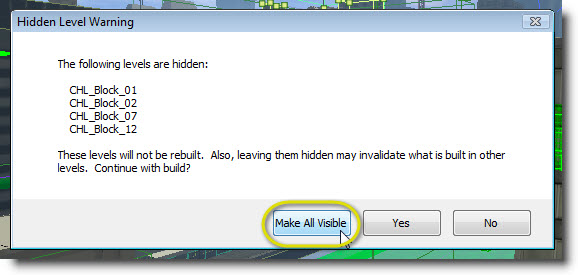 Hidden Level Warning
The following levels are hidden:
CHL_Block_01
CHL_Block_02
CHL_Block_07
CHL_Block_12
These levels will not be rebuilt.  Also, leaving them hidden may invalidate what is built in other
levels.  Continue with build?
Make All Visible
Yes
No